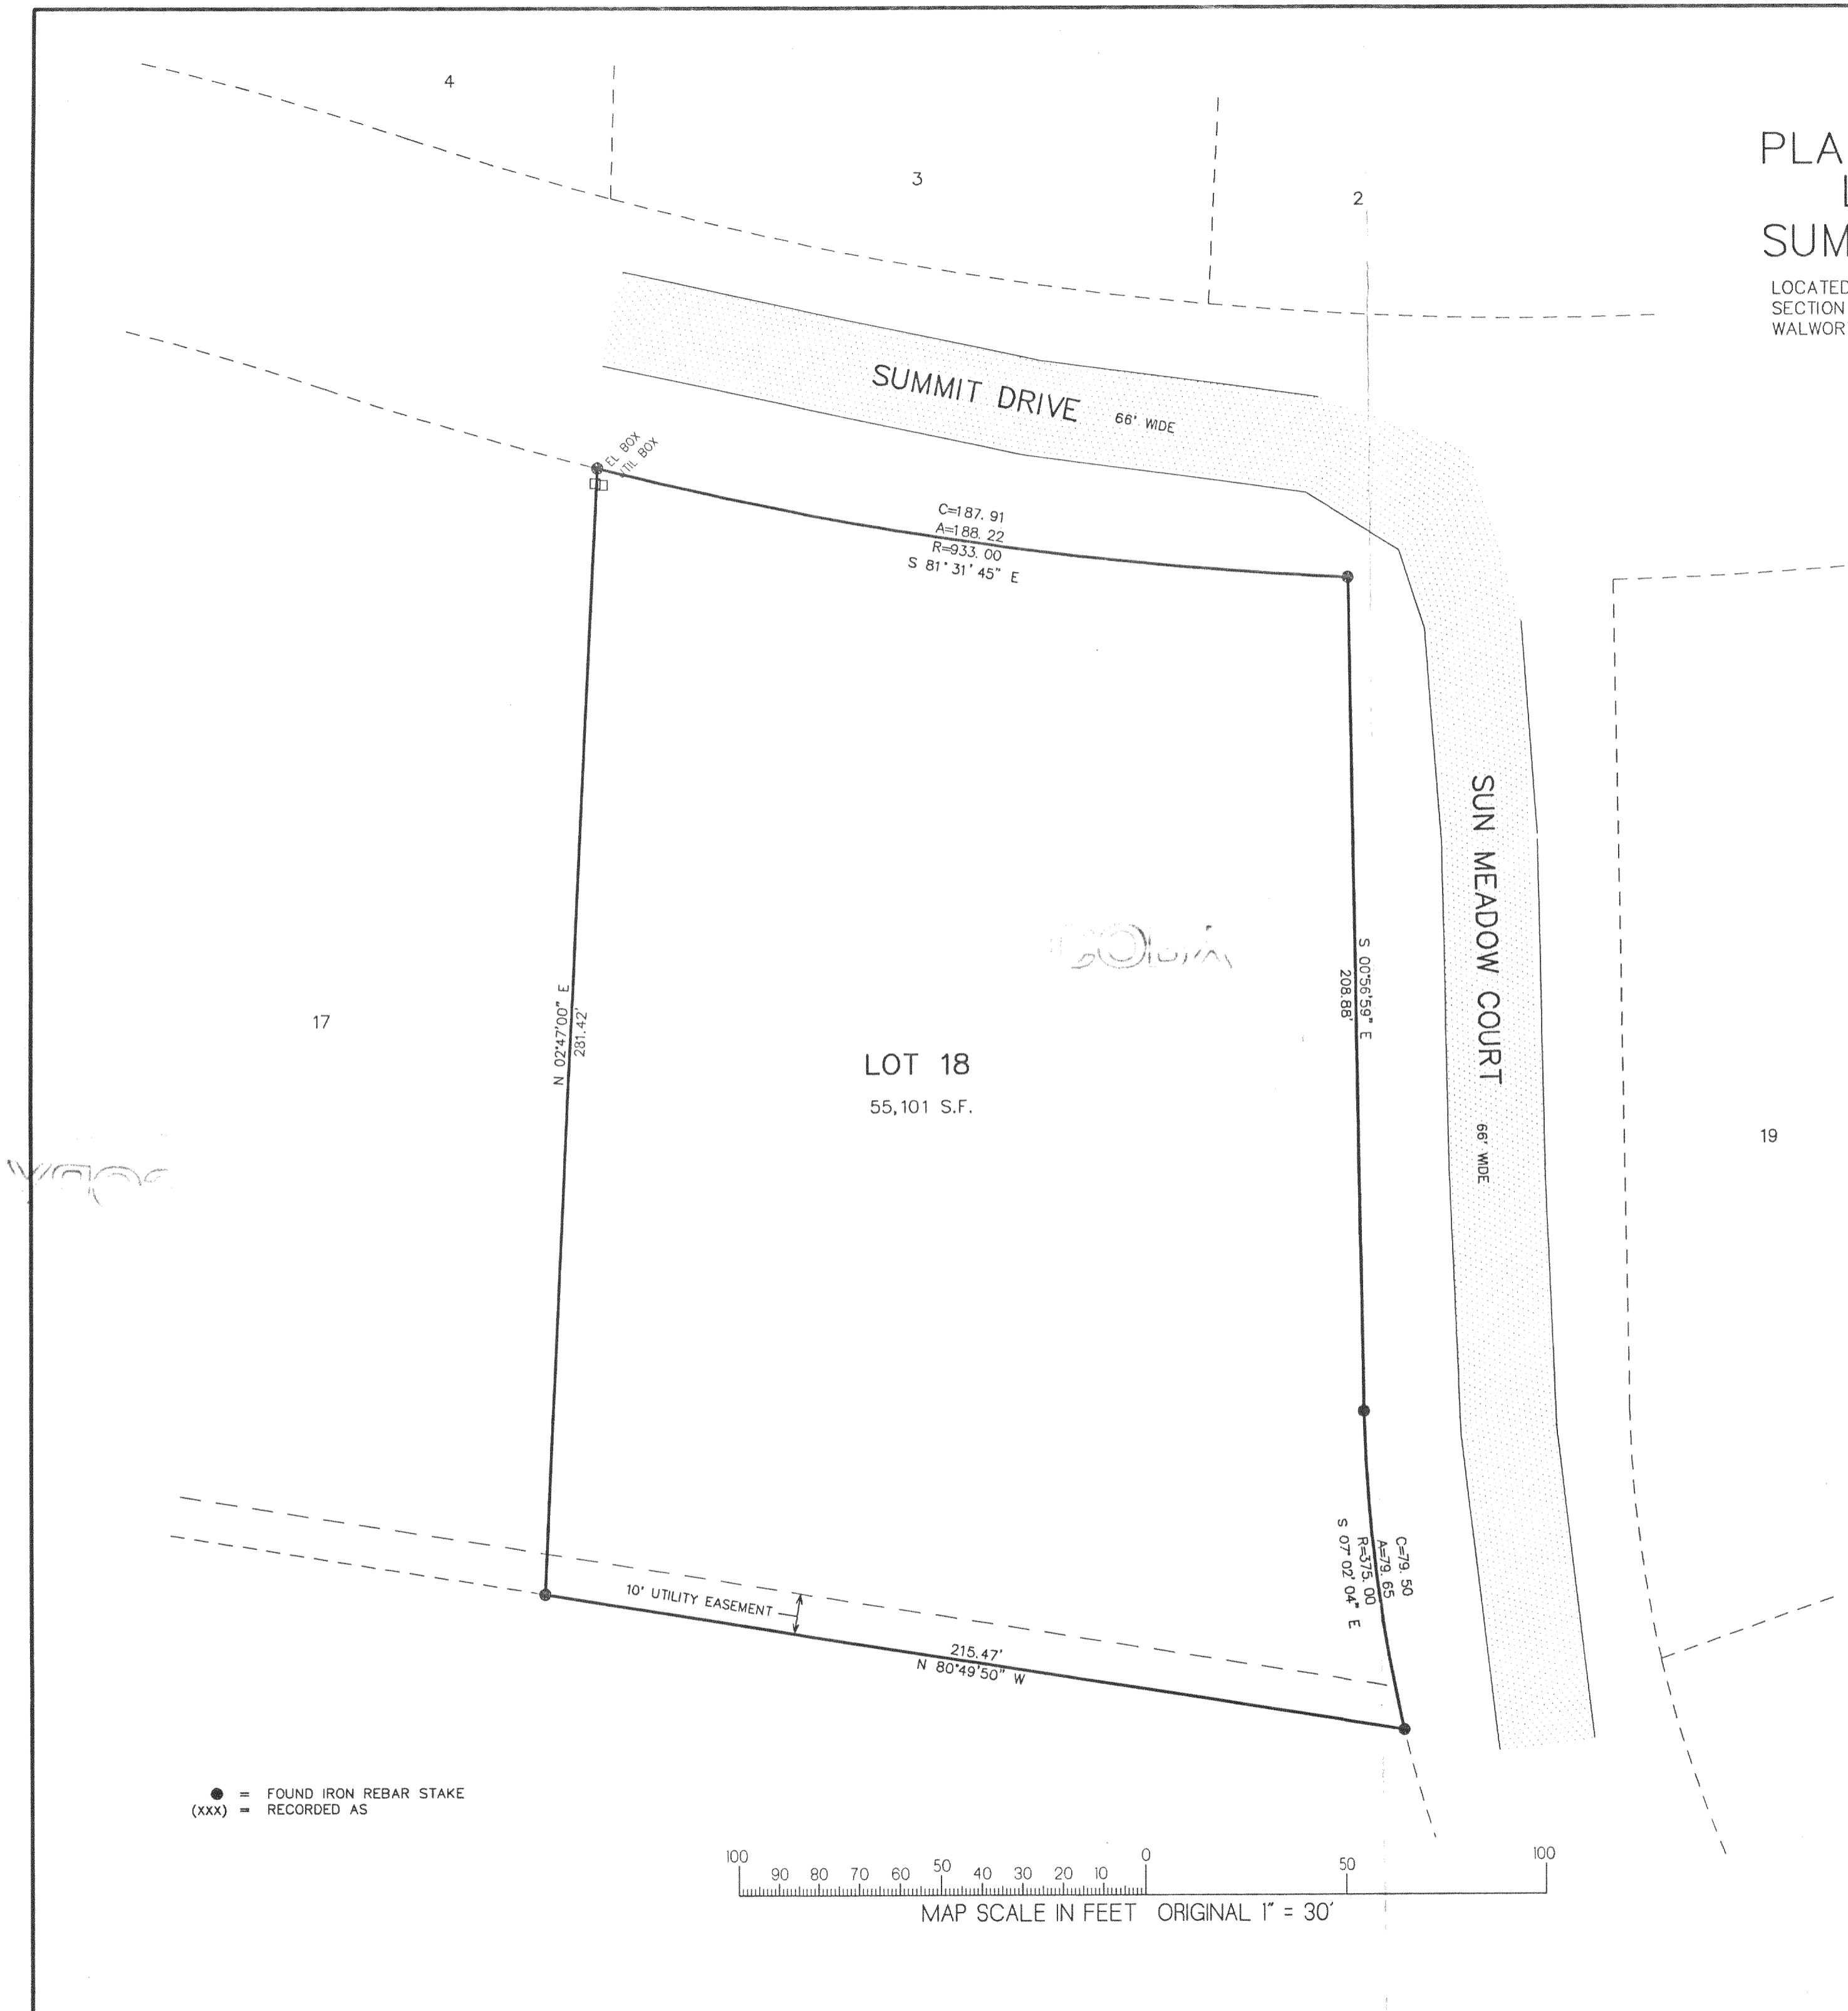 4
3
2
PLA
L
SUM
LOCATED
SECTION
WALWOR
SUMMIT DRIVE 66' WIDE
EL BOX
UTIL BOX
C=187. 91
A=188. 22
R=933. 00
S 81° 31' 45" E
N 02°47'00" E
281.42'
S 00°56'59" E
208.88'
SUN MEADOW COURT 66' WIDE
17
LOT 18
55,101 S.F.
19
C=79. 50
A=79. 65
R=375. 00
S 07° 02' 04" E
10' UTILITY EASEMENT
215.47'
N 80°49'50" W
● = FOUND IRON REBAR STAKE
(XXX) = RECORDED AS
100 90 80 70 60 50 40 30 20 10 0 50 100
MAP SCALE IN FEET ORIGINAL 1" = 30'